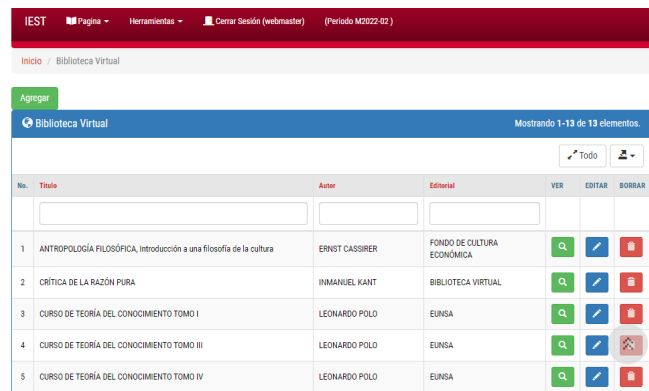 IEST Pagina Herramientas Cerrar Sesión (webmaster) (Periodo M2022-02 )
Inicio / Biblioteca Virtual
Agregar
Biblioteca Virtual Mostrando 1-13 de 13 elementos.
Todo
No. Titulo Autor Editorial VER EDITAR BORRAR
1 ANTROPOLOGÍA FILOSÓFICA, Introducción a una filosofía de la cultura ERNST CASSIRER FONDO DE CULTURA
ECONÓMICA
2 CRÍTICA DE LA RAZÓN PURA INMANUEL KANT BIBLIOTECA VIRTUAL
3 CURSO DE TEORÍA DEL CONOCIMIENTO TOMO I LEONARDO POLO EUNSA
4 CURSO DE TEORÍA DEL CONOCIMIENTO TOMO III LEONARDO POLO EUNSA
5 CURSO DE TEORÍA DEL CONOCIMIENTO TOMO IV LEONARDO POLO EUNSA